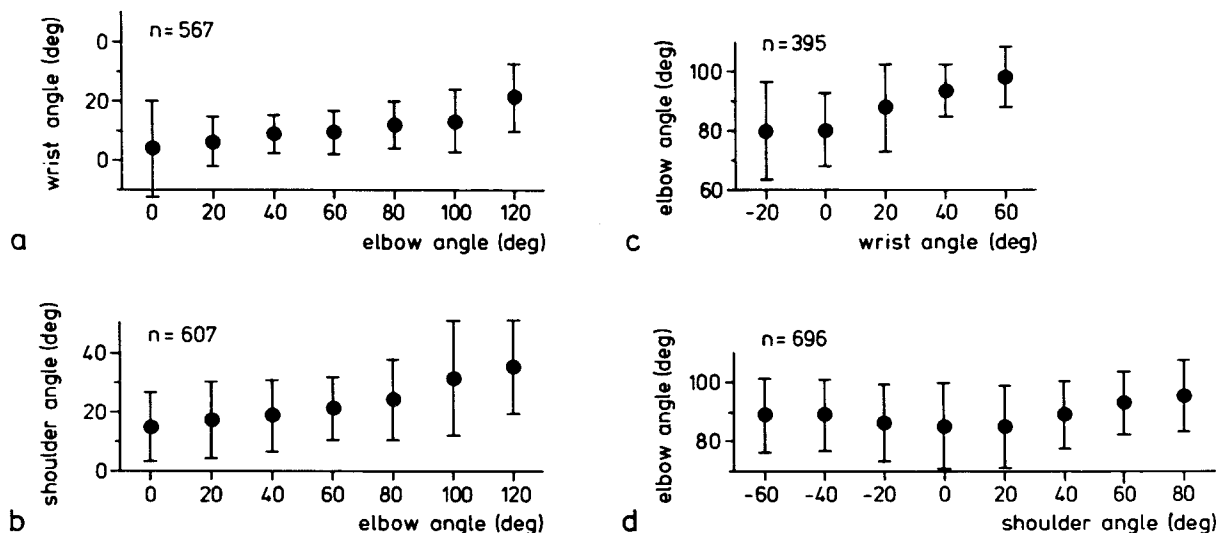 n = 567
wrist angle (deg)
0
20
0
0 20 40 60 80 100 120
elbow angle (deg)
a
n = 395
elbow angle (deg)
100
80
60
-20 0 20 40 60
wrist angle (deg)
c
n = 607
shoulder angle (deg)
40
20
0
0 20 40 60 80 100 120
elbow angle (deg)
b
n = 696
elbow angle (deg)
100
80
-60 -40 -20 0 20 40 60 80
shoulder angle (deg)
d